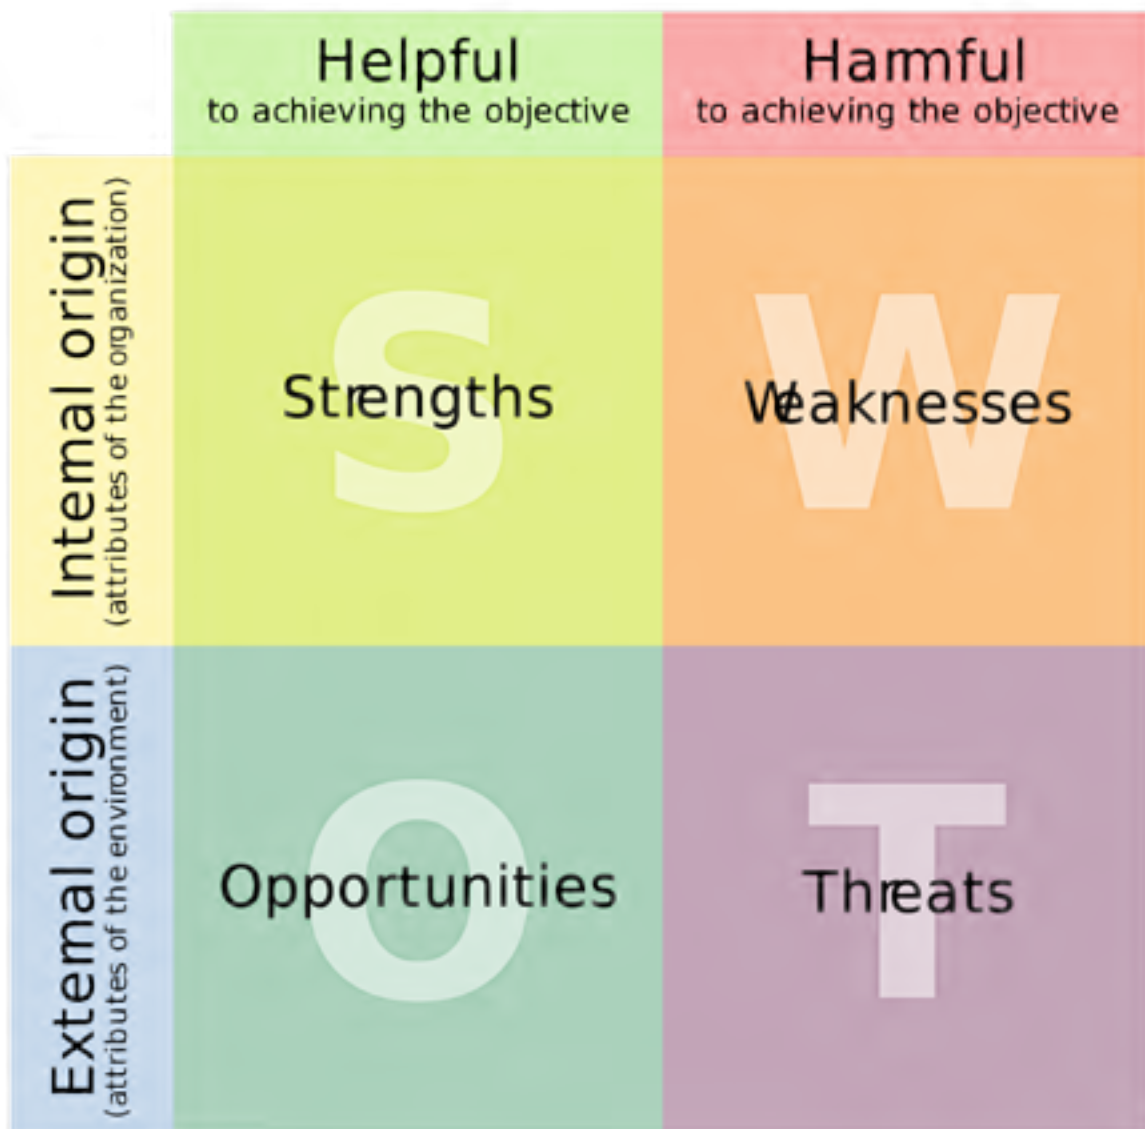 Helpful
to achieving the objective
Harmful
to achieving the objective
Internal origin
(attributes of the organization)
S
Strengths
W
Weaknesses
External origin
(attributes of the environment)
O
Opportunities
T
Threats